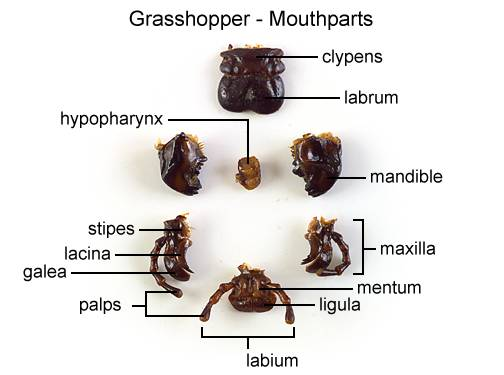 Grasshopper - Mouthparts
clypens
labrum
hypopharynx
mandible
stipes
lacina
galea
palps
maxilla
mentum
ligula
labium